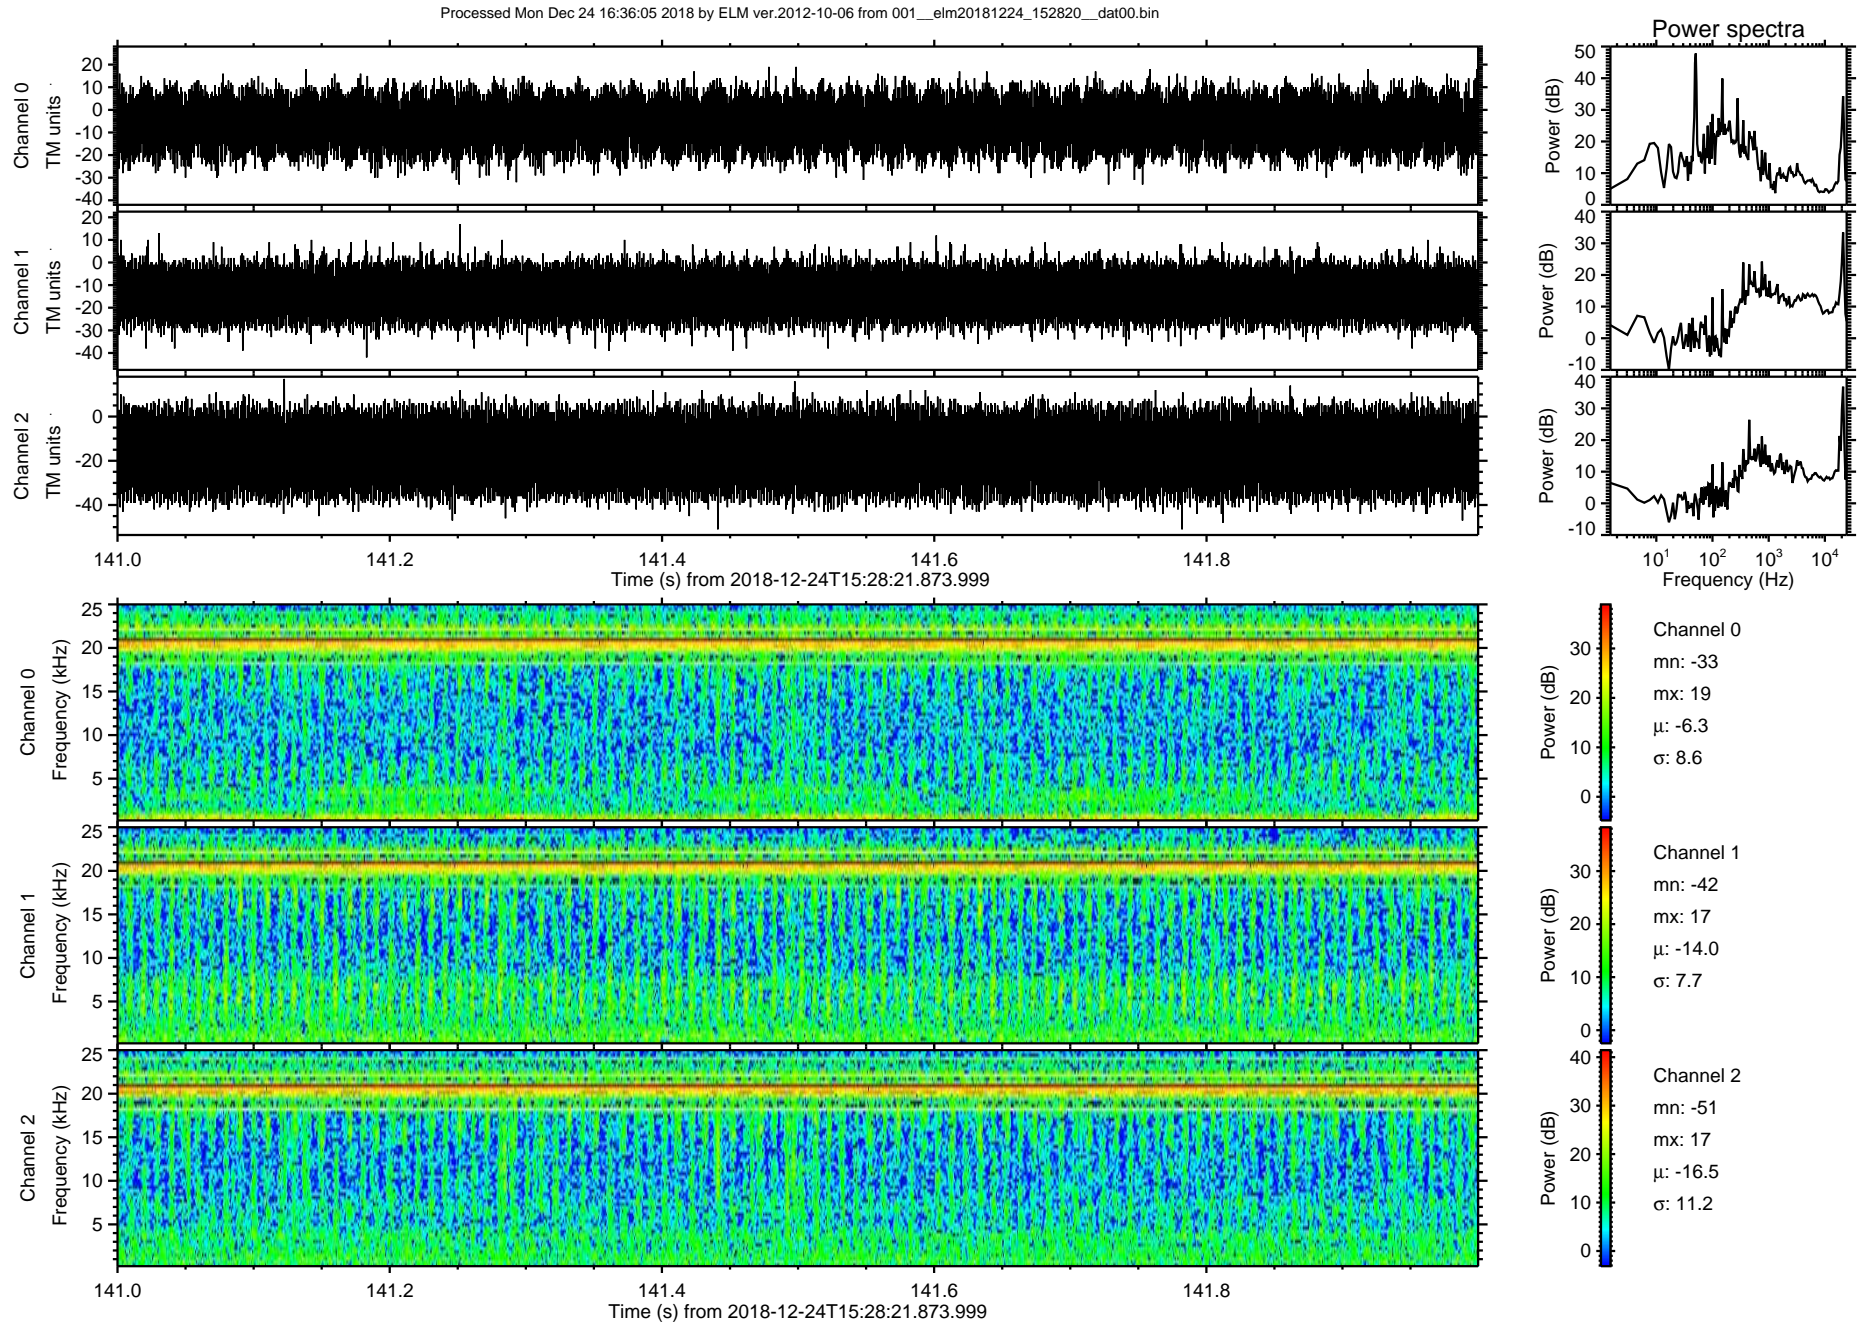 Processed Mon Dec 24 16:36:05 2018 by ELM ver.2012-10-06 from 001__elm20181224_152820__dat00.bin
Power spectra
Channel 0
TM units
20
10
0
-10
-20
-30
-40
Power (dB)
50
40
30
20
10
0
Channel 1
TM units
20
10
0
-10
-20
-30
-40
Power (dB)
40
30
20
10
0
-10
Channel 2
TM units
0
-20
-40
Power (dB)
40
30
20
10
0
-10
141.0 141.2 141.4 141.6 141.8
Time (s) from 2018-12-24T15:28:21.873.999
10¹ 10² 10³ 10⁴
Frequency (Hz)
Channel 0
Frequency (kHz)
25
20
15
10
5
Power (dB)
30
20
10
0
Channel 0
mn: -33
mx: 19
μ: -6.3
σ: 8.6
Channel 1
Frequency (kHz)
25
20
15
10
5
Power (dB)
30
20
10
0
Channel 1
mn: -42
mx: 17
μ: -14.0
σ: 7.7
Channel 2
Frequency (kHz)
25
20
15
10
5
Power (dB)
40
30
20
10
0
Channel 2
mn: -51
mx: 17
μ: -16.5
σ: 11.2
141.0 141.2 141.4 141.6 141.8
Time (s) from 2018-12-24T15:28:21.873.999